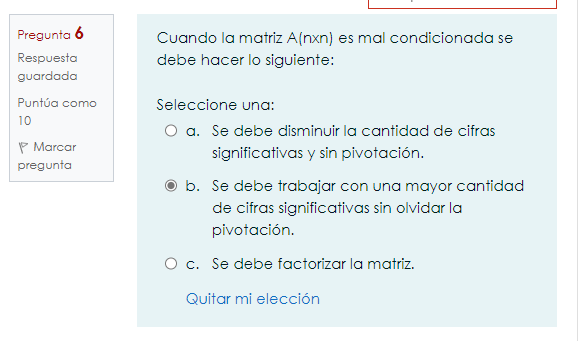 Pregunta 6
Respuesta
guardada
Puntúa como
10
Marcar
pregunta
Cuando la matriz A(nxn) es mal condicionada se
debe hacer lo siguiente:
Seleccione una:
a. Se debe disminuir la cantidad de cifras
significativas y sin pivotación.
b. Se debe trabajar con una mayor cantidad
de cifras significativas sin olvidar la
pivotación.
c. Se debe factorizar la matriz.
Quitar mi elección